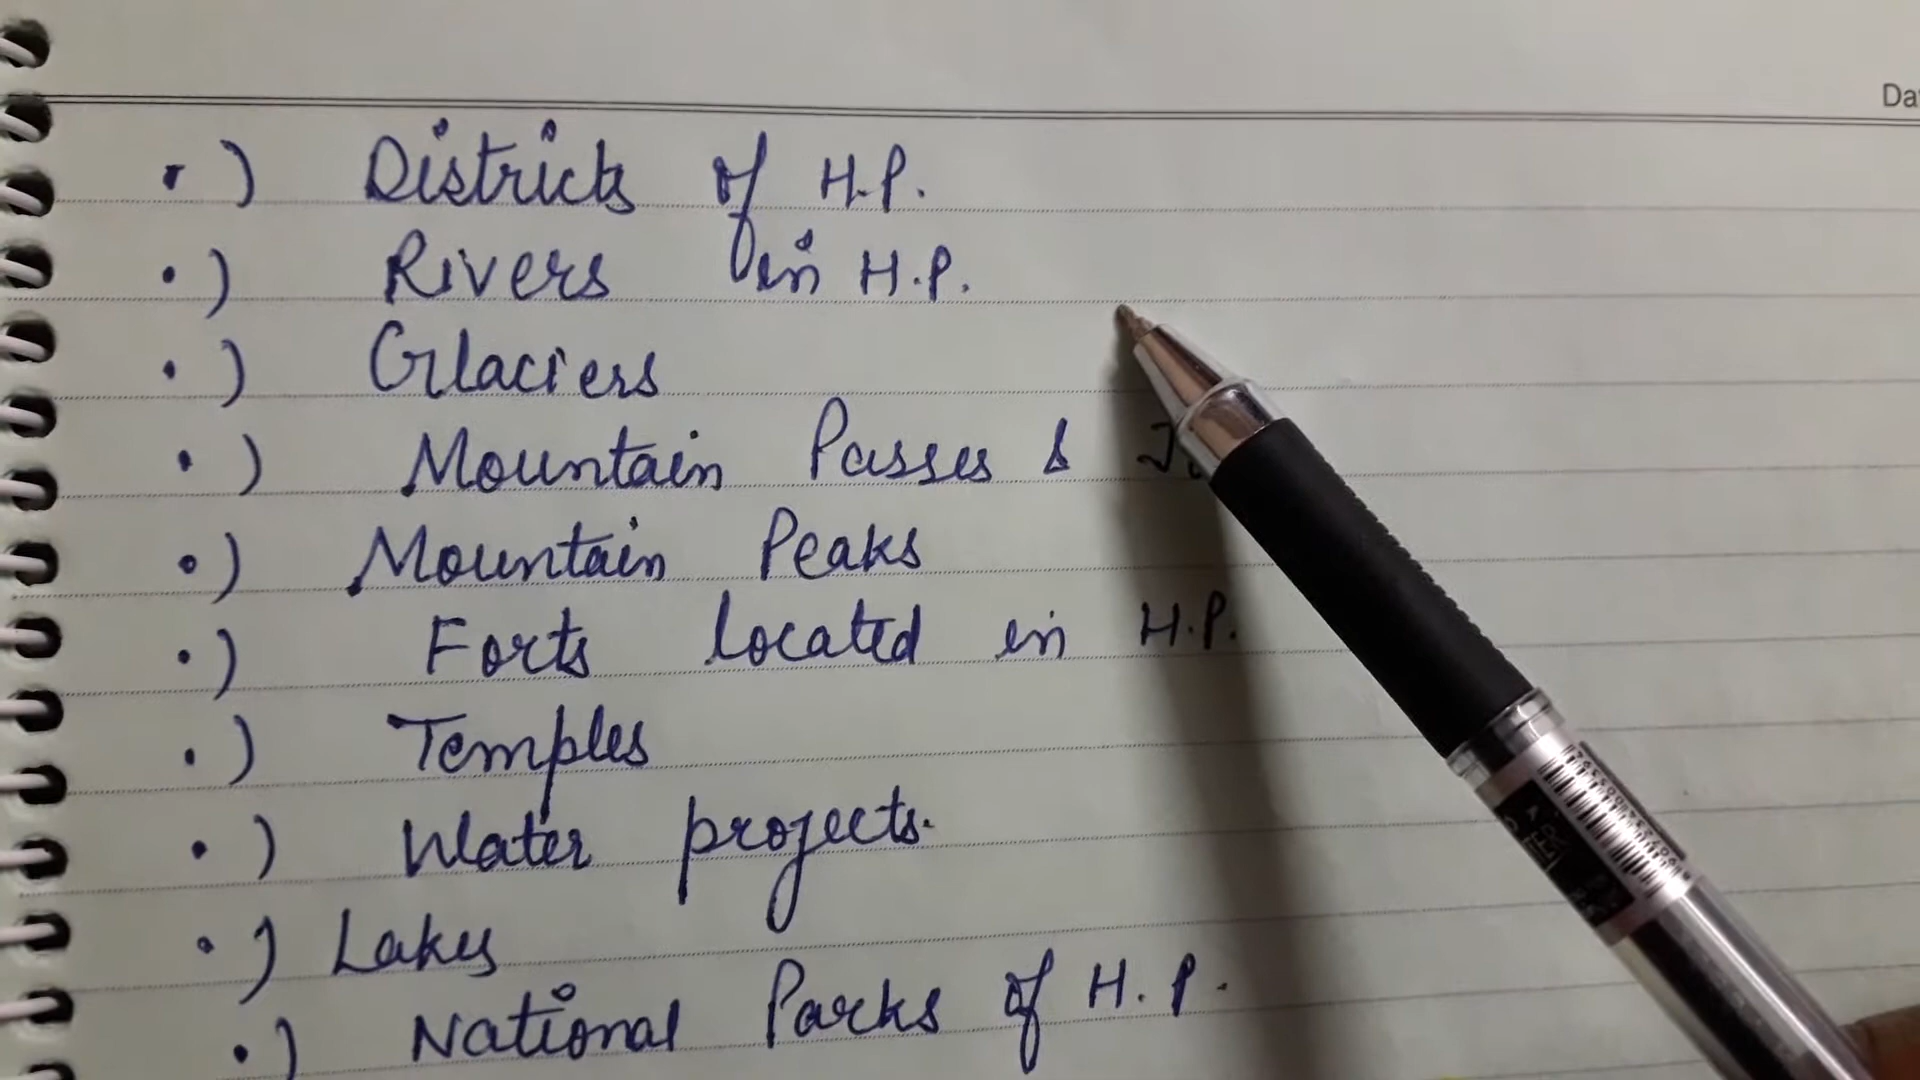 Da
•) Districts of H.P.
•) Rivers in H.P.
•) Glaciers
•) Mountain Passes &
•) Mountain Peaks
•) Forts located in H.P.
•) Temples
•) Water projects.
•) Lakes
•) National Parks of H.P.